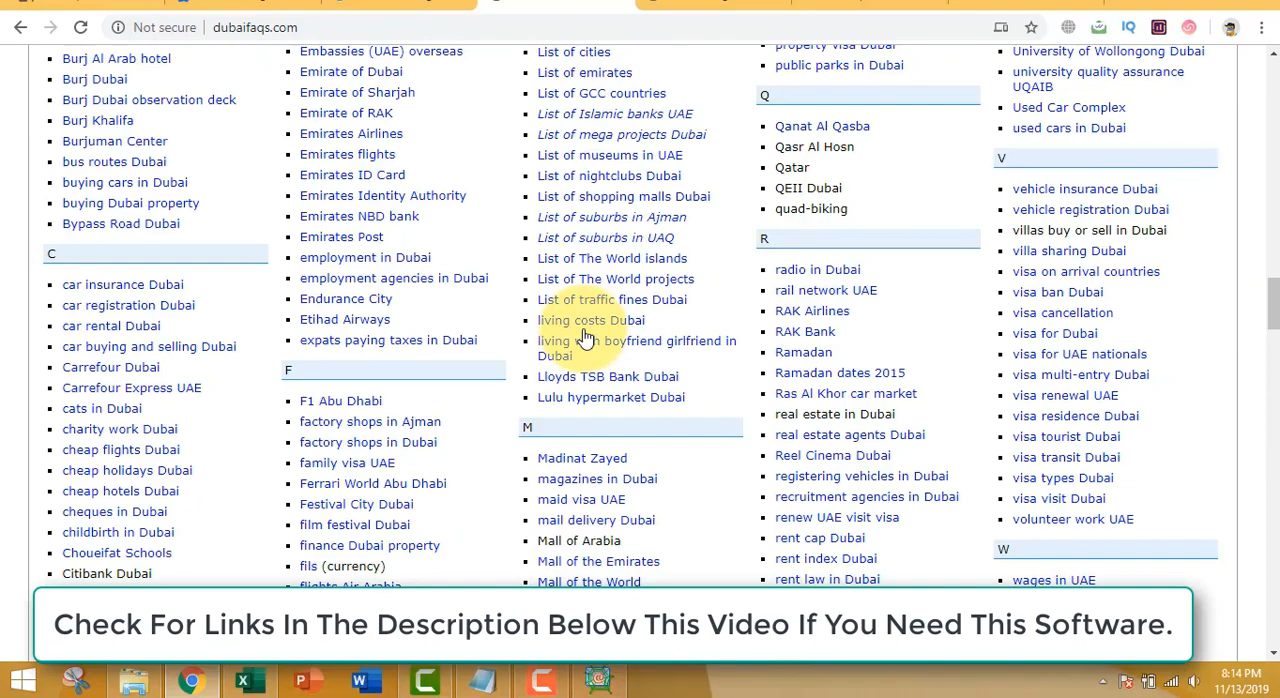 Not secure | dubaifaqs.com
Burj Al Arab hotel
Burj Dubai
Burj Dubai observation deck
Burj Khalifa
Burjuman Center
bus routes Dubai
buying cars in Dubai
buying Dubai property
Bypass Road Dubai
C
car insurance Dubai
car registration Dubai
car rental Dubai
car buying and selling Dubai
Carrefour Dubai
Carrefour Express UAE
cats in Dubai
charity work Dubai
cheap flights Dubai
cheap holidays Dubai
cheap hotels Dubai
cheques in Dubai
childbirth in Dubai
Choueifat Schools
Citibank Dubai
Embassies (UAE) overseas
Emirate of Dubai
Emirate of Sharjah
Emirate of RAK
Emirates Airlines
Emirates flights
Emirates ID Card
Emirates Identity Authority
Emirates NBD bank
Emirates Post
employment in Dubai
employment agencies in Dubai
Endurance City
Etihad Airways
expats paying taxes in Dubai
F
F1 Abu Dhabi
factory shops in Ajman
factory shops in Dubai
family visa UAE
Ferrari World Abu Dhabi
Festival City Dubai
film festival Dubai
finance Dubai property
fils (currency)
flights Air Arabia
List of cities
List of emirates
List of GCC countries
List of Islamic banks UAE
List of mega projects Dubai
List of museums in UAE
List of nightclubs Dubai
List of shopping malls Dubai
List of suburbs in Ajman
List of suburbs in UAQ
List of The World islands
List of The World projects
List of traffic fines Dubai
living costs Dubai
living with boyfriend girlfriend in
Dubai
Lloyds TSB Bank Dubai
Lulu hypermarket Dubai
M
Madinat Zayed
magazines in Dubai
maid visa UAE
mail delivery Dubai
Mall of Arabia
Mall of the Emirates
Mall of the World
property visa Dubai
public parks in Dubai
Q
Qanat Al Qasba
Qasr Al Hosn
Qatar
QEII Dubai
quad-biking
R
radio in Dubai
rail network UAE
RAK Airlines
RAK Bank
Ramadan
Ramadan dates 2015
Ras Al Khor car market
real estate in Dubai
real estate agents Dubai
Reel Cinema Dubai
registering vehicles in Dubai
recruitment agencies in Dubai
renew UAE visit visa
rent cap Dubai
rent index Dubai
rent law in Dubai
University of Wollongong Dubai
university quality assurance
UQAIB
Used Car Complex
used cars in Dubai
V
vehicle insurance Dubai
vehicle registration Dubai
villas buy or sell in Dubai
villa sharing Dubai
visa on arrival countries
visa ban Dubai
visa cancellation
visa for Dubai
visa for UAE nationals
visa multi-entry Dubai
visa renewal UAE
visa residence Dubai
visa tourist Dubai
visa transit Dubai
visa types Dubai
visa visit Dubai
volunteer work UAE
W
wages in UAE
Check For Links In The Description Below This Video If You Need This Software.
8:14 PM
11/13/2019